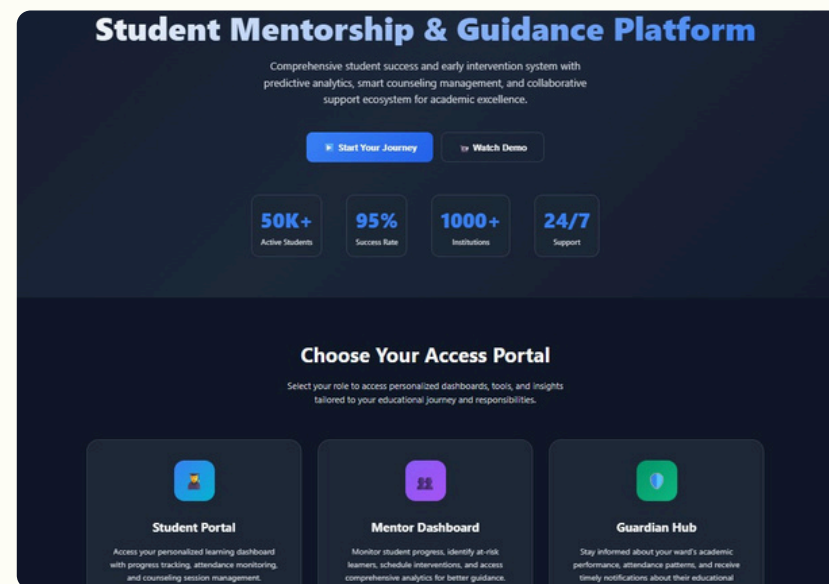 Student Mentorship & Guidance Platform
Comprehensive student success and early intervention system with
predictive analytics, smart counseling management, and collaborative
support ecosystem for academic excellence.
Start Your Journey
Watch Demo
50K+
Active Students
95%
Success Rate
1000+
Institutions
24/7
Support
Choose Your Access Portal
Select your role to access personalized dashboards, tools, and insights
tailored to your educational journey and responsibilities.
Student Portal
Access your personalized learning dashboard
with progress tracking, attendance monitoring,
and counseling session management.
Mentor Dashboard
Monitor student progress, identify at-risk
learners, schedule interventions, and access
comprehensive analytics for better guidance.
Guardian Hub
Stay informed about your ward's academic
performance, attendance patterns, and receive
timely notifications about their educational